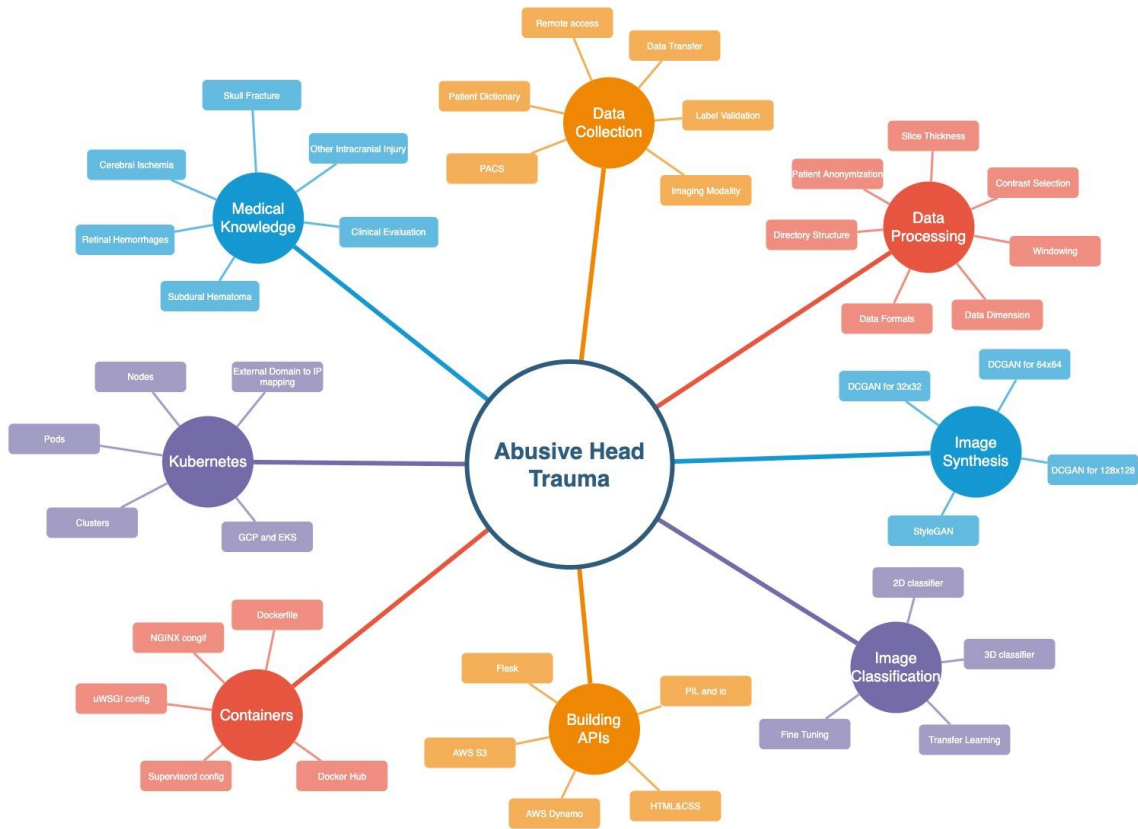 Remote access
Data Transfer
Skull Fracture
Patient Dictionary
Data
Collection
Label Validation
Slice Thickness
Other Intracranial Injury
Cerebral Ischemia
PACS
Patient Anonymization
Contrast Selection
Imaging Modality
Medical
Knowledge
Data
Processing
Retinal Hemorrhages
Clinical Evaluation
Directory Structure
Windowing
Subdural Hematoma
Data Formats
Data Dimension
Nodes
External Domain to IP
mapping
DCGAN for 64x64
DCGAN for 32x32
Pods
Kubernetes
Abusive Head
Trauma
Image
Synthesis
DCGAN for 128x128
Clusters
GCP and EKS
StyleGAN
2D classifier
Dockerfile
NGINX congif
3D classifier
Flask
Image
Classification
uWSGI config
PIL and io
Containers
Building
APIs
Fine Tuning
Transfer Learning
AWS S3
Supervisord config
Docker Hub
AWS Dynamo
HTML&CSS